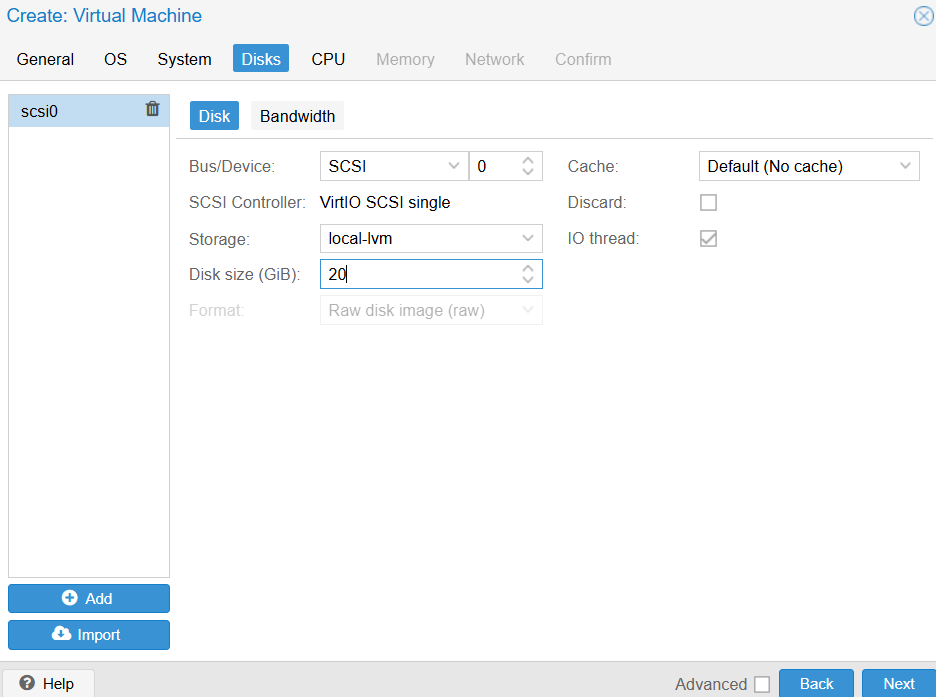 Create: Virtual Machine
General OS System Disks CPU Memory Network Confirm
scsi0
Disk Bandwidth
Bus/Device: SCSI 0 Cache: Default (No cache)
SCSI Controller: VirtIO SCSI single Discard:
Storage: local-lvm IO thread:
Disk size (GiB): 20
Format: Raw disk image (raw)
Add
Import
Help Advanced Back Next